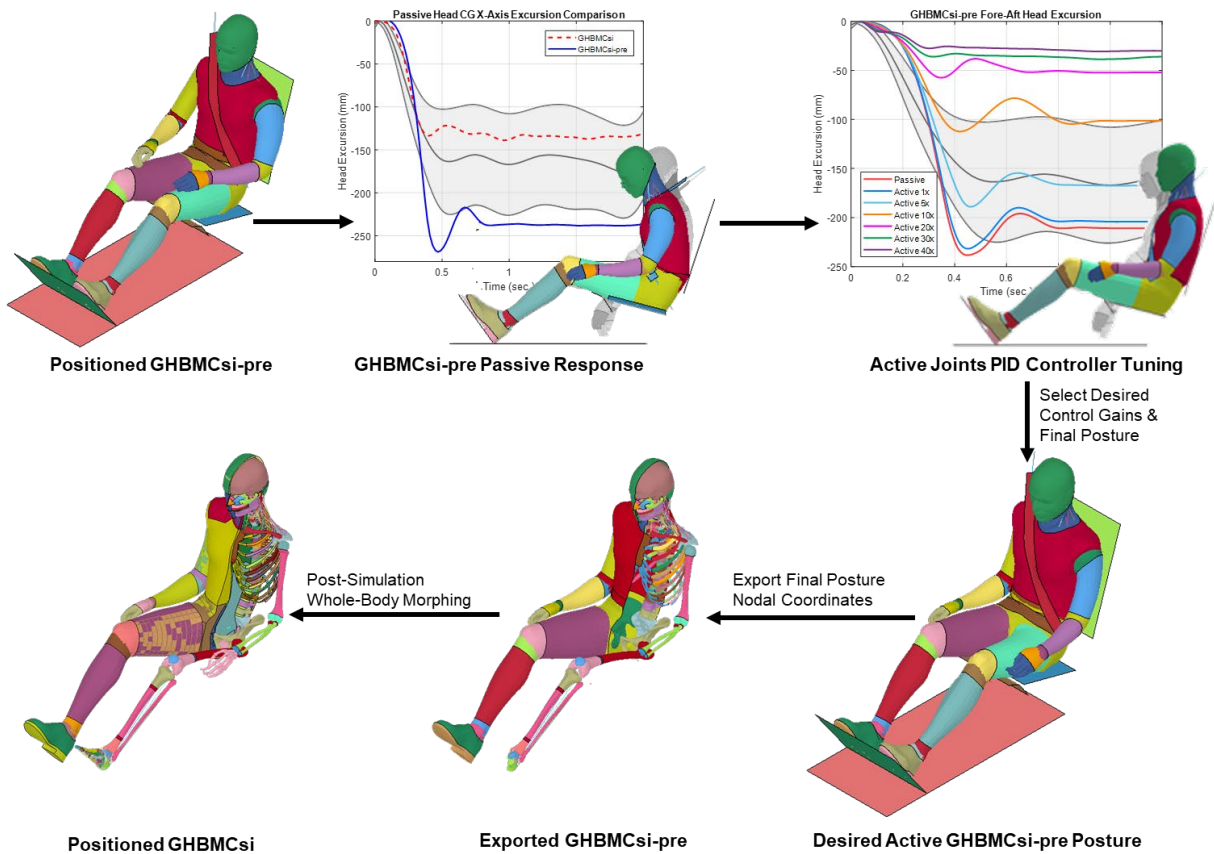 Passive Head CG X-Axis Excursion Comparison
GHBMCsi
GHBMCsi-pre
0
-50
-100
-150
-200
-250
Head Excursion (mm)
0
0.5
1
Time (sec.)
GHBMCsi-pre Fore-Aft Head Excursion
0
-50
-100
-150
-200
-250
Head Excursion (mm)
Passive
Active 1x
Active 5x
Active 10x
Active 20x
Active 30x
Active 40x
0
0.2
0.4
0.6
Time (sec.)
Positioned GHBMCsi-pre
GHBMCsi-pre Passive Response
Active Joints PID Controller Tuning
Select Desired
Control Gains &
Final Posture
Post-Simulation
Whole-Body Morphing
Export Final Posture
Nodal Coordinates
Positioned GHBMCsi
Exported GHBMCsi-pre
Desired Active GHBMCsi-pre Posture